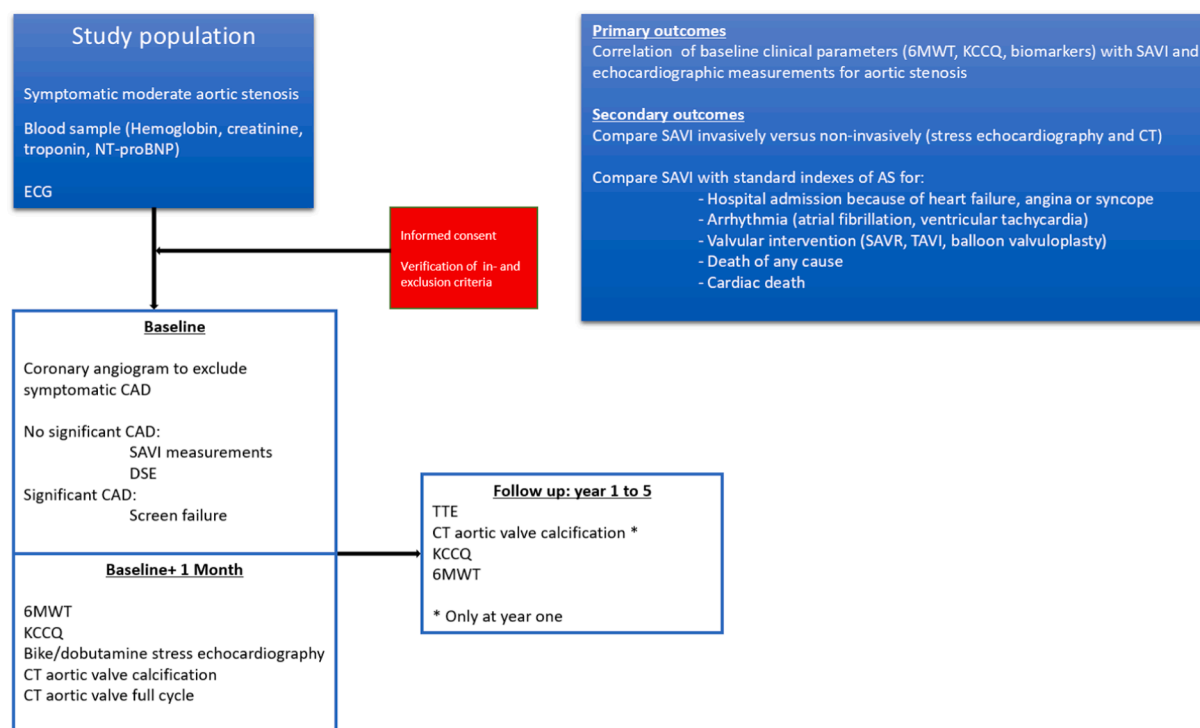 Study population
Symptomatic moderate aortic stenosis
Blood sample (Hemoglobin, creatinine,
troponin, NT-proBNP)
ECG
Primary outcomes
Correlation of baseline clinical parameters (6MWT, KCCQ, biomarkers) with SAVI and
echocardiographic measurements for aortic stenosis
Secondary outcomes
Compare SAVI invasively versus non-invasively (stress echocardiography and CT)
Compare SAVI with standard indexes of AS for:
- Hospital admission because of heart failure, angina or syncope
- Arrhythmia (atrial fibrillation, ventricular tachycardia)
- Valvular intervention (SAVR, TAVI, balloon valvuloplasty)
- Death of any cause
- Cardiac death
Informed consent
Verification of in- and
exclusion criteria
Baseline
Coronary angiogram to exclude
symptomatic CAD
No significant CAD:
SAVI measurements
DSE
Significant CAD:
Screen failure
Baseline+ 1 Month
6MWT
KCCQ
Bike/dobutamine stress echocardiography
CT aortic valve calcification
CT aortic valve full cycle
Follow up: year 1 to 5
TTE
CT aortic valve calcification *
KCCQ
6MWT
* Only at year one